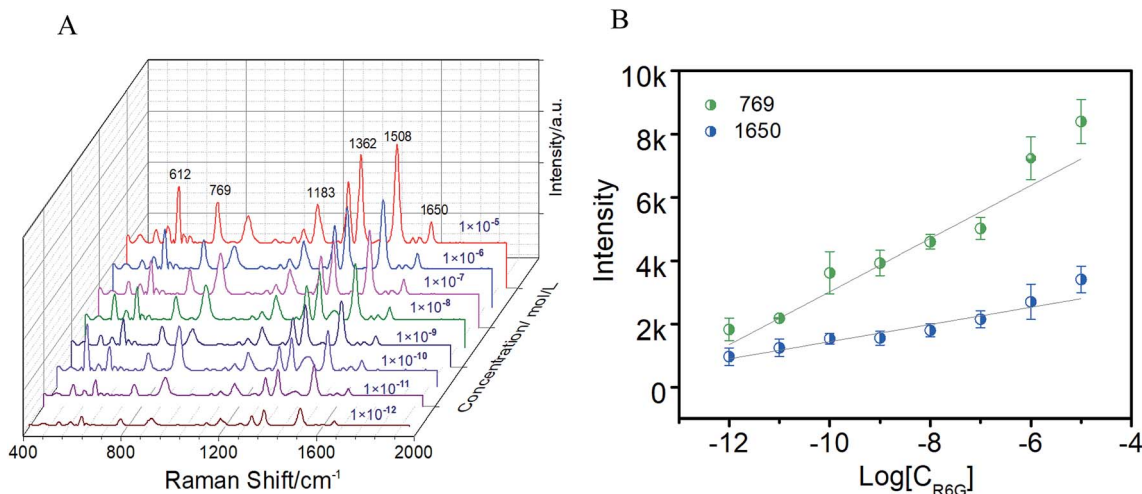 A
Intensity/a.u.
1508
1362
612
769
1183
1650
1×10-5
1×10-6
1×10-7
1×10-8
1×10-9
1×10-10
1×10-11
1×10-12
Concentration/ mol/L
400 800 1200 1600 2000
Raman Shift/cm-1
B
10k
8k
6k
4k
2k
0
Intensity
769
1650
-12 -10 -8 -6 -4
Log[CR6G]